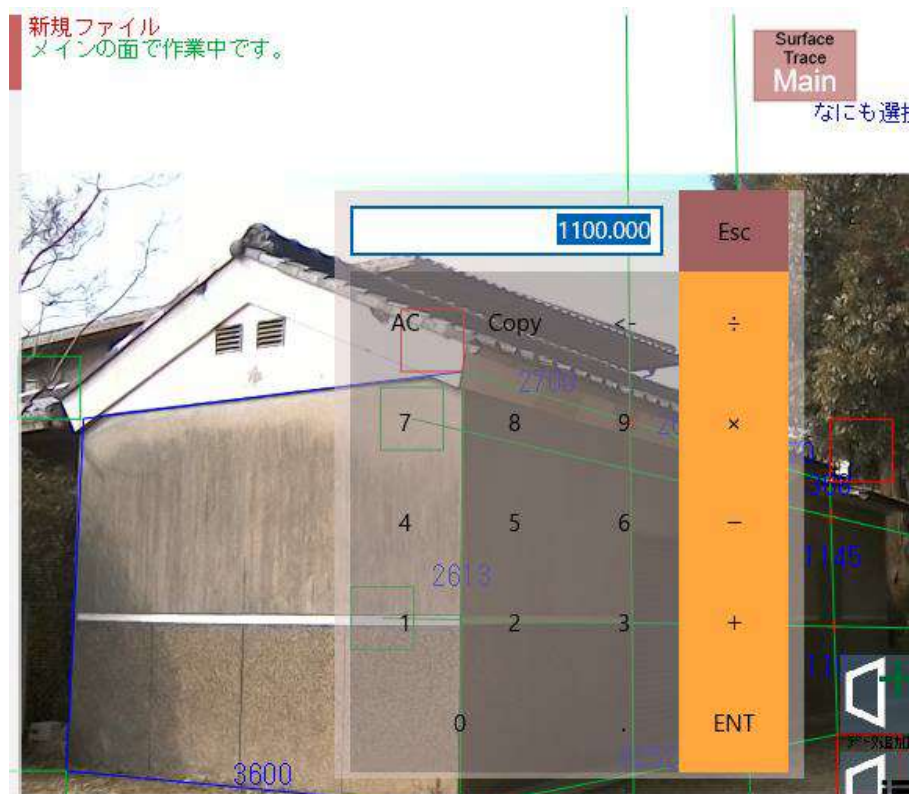 新規ファイル
メインの面で作業中です。
Surface
Trace
Main
なにも選
1100.000
Esc
AC
Copy
<-
÷
2700
7
8
9
×
4
5
6
−
1145
2613
1
2
3
+
0
.
ENT
3600